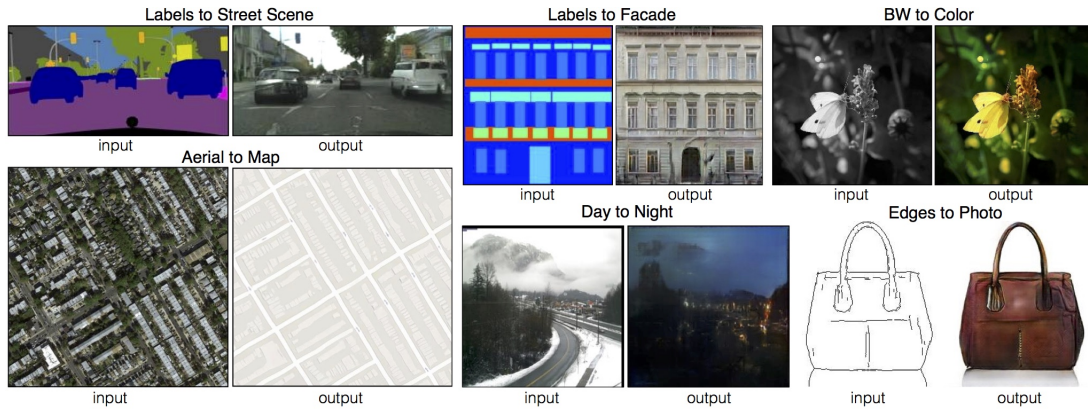 Labels to Street Scene
input
output
Aerial to Map
input
output
Labels to Facade
input
output
BW to Color
input
output
Day to Night
input
output
Edges to Photo
input
output